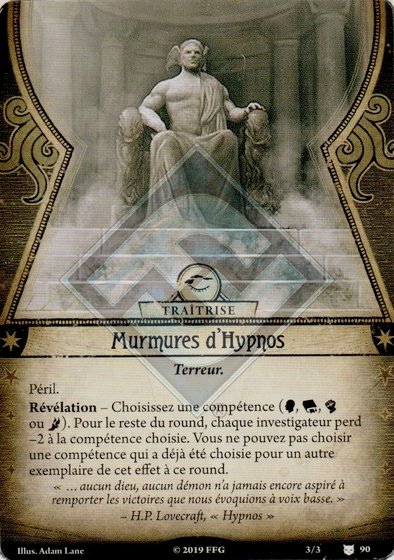 TRAÎTRISE
Murmures d'Hypnos
Terreur.
Péril.
Révélation – Choisissez une compétence ( , ,
ou ). Pour le reste du round, chaque investigateur perd
–2 à la compétence choisie. Vous ne pouvez pas choisir
une compétence qui a déjà été choisie pour un autre
exemplaire de cet effet à ce round.
« … aucun dieu, aucun démon n'a jamais encore aspiré à
remporter les victoires que nous évoquions à voix basse. »
– H.P. Lovecraft, « Hypnos »
Illus. Adam Lane © 2019 FFG 3/3 90